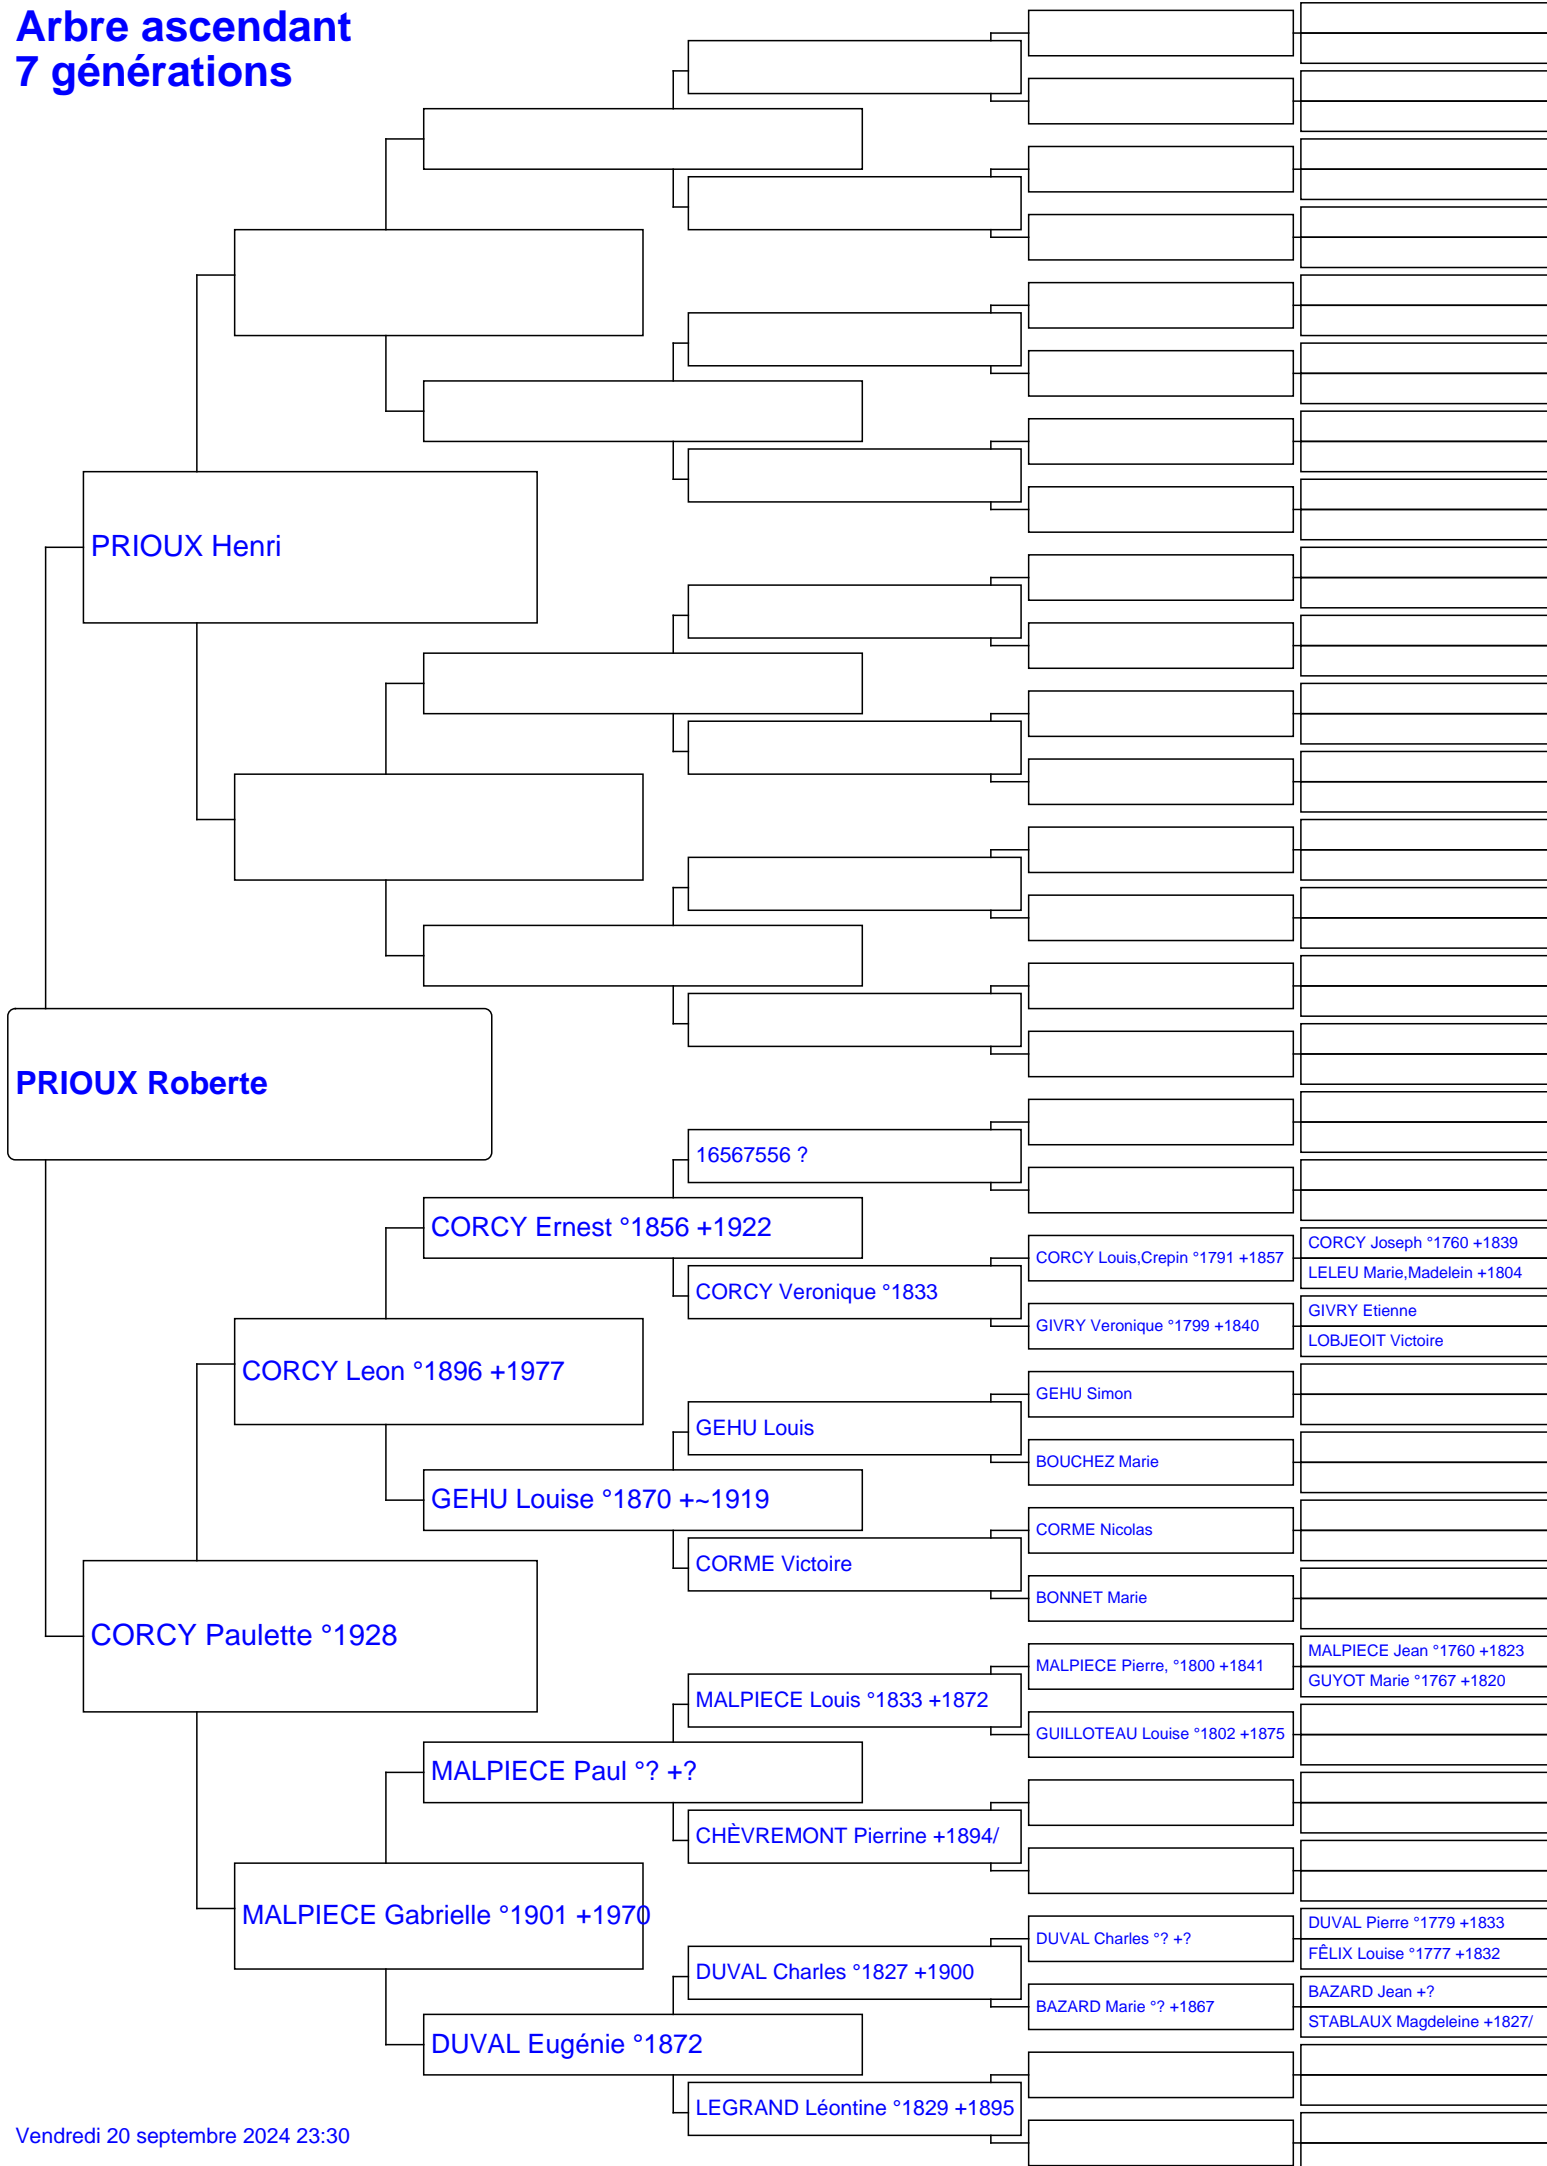 Arbre ascendant
7 générations
PRIOUX Henri
PRIOUX Roberte
16567556 ?
CORCY Ernest °1856 +1922
CORCY Louis,Crepin °1791 +1857
CORCY Joseph °1760 +1839
LELEU Marie,Madelein +1804
CORCY Veronique °1833
GIVRY Veronique °1799 +1840
GIVRY Etienne
LOBJEOIT Victoire
CORCY Leon °1896 +1977
GEHU Simon
GEHU Louis
BOUCHEZ Marie
GEHU Louise °1870 +~1919
CORME Nicolas
CORME Victoire
BONNET Marie
CORCY Paulette °1928
MALPIECE Pierre, °1800 +1841
MALPIECE Jean °1760 +1823
GUYOT Marie °1767 +1820
MALPIECE Louis °1833 +1872
GUILLOTEAU Louise °1802 +1875
MALPIECE Paul °? +?
CHÈVREMONT Pierrine +1894/
MALPIECE Gabrielle °1901 +1970
DUVAL Charles °? +?
DUVAL Pierre °1779 +1833
FÊLIX Louise °1777 +1832
DUVAL Charles °1827 +1900
BAZARD Marie °? +1867
BAZARD Jean +?
STABLAUX Magdeleine +1827/
DUVAL Eugénie °1872
LEGRAND Léontine °1829 +1895
Vendredi 20 septembre 2024 23:30